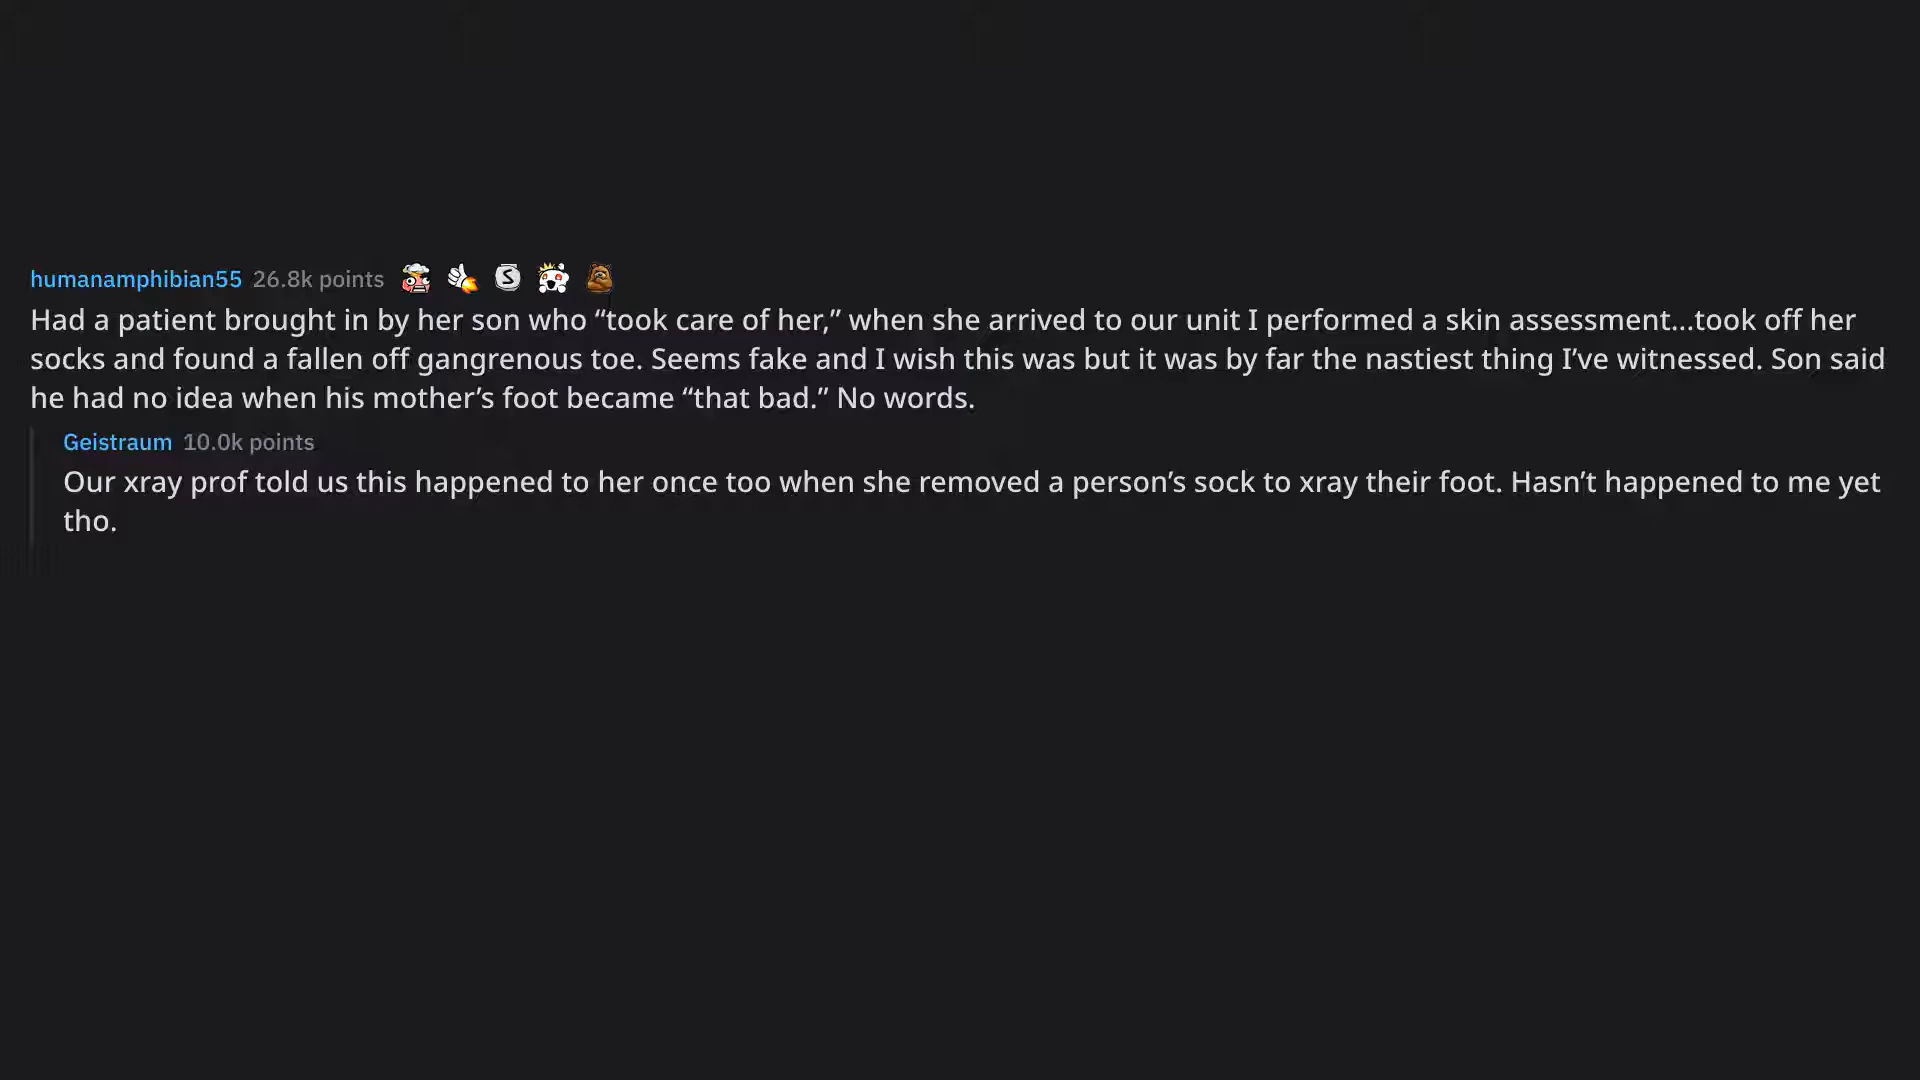 humanamphibian55 26.8k points
Had a patient brought in by her son who “took care of her,” when she arrived to our unit I performed a skin assessment...took off her
socks and found a fallen off gangrenous toe. Seems fake and I wish this was but it was by far the nastiest thing I’ve witnessed. Son said
he had no idea when his mother’s foot became “that bad.” No words.
Geistraum 10.0k points
Our xray prof told us this happened to her once too when she removed a person’s sock to xray their foot. Hasn’t happened to me yet
tho.